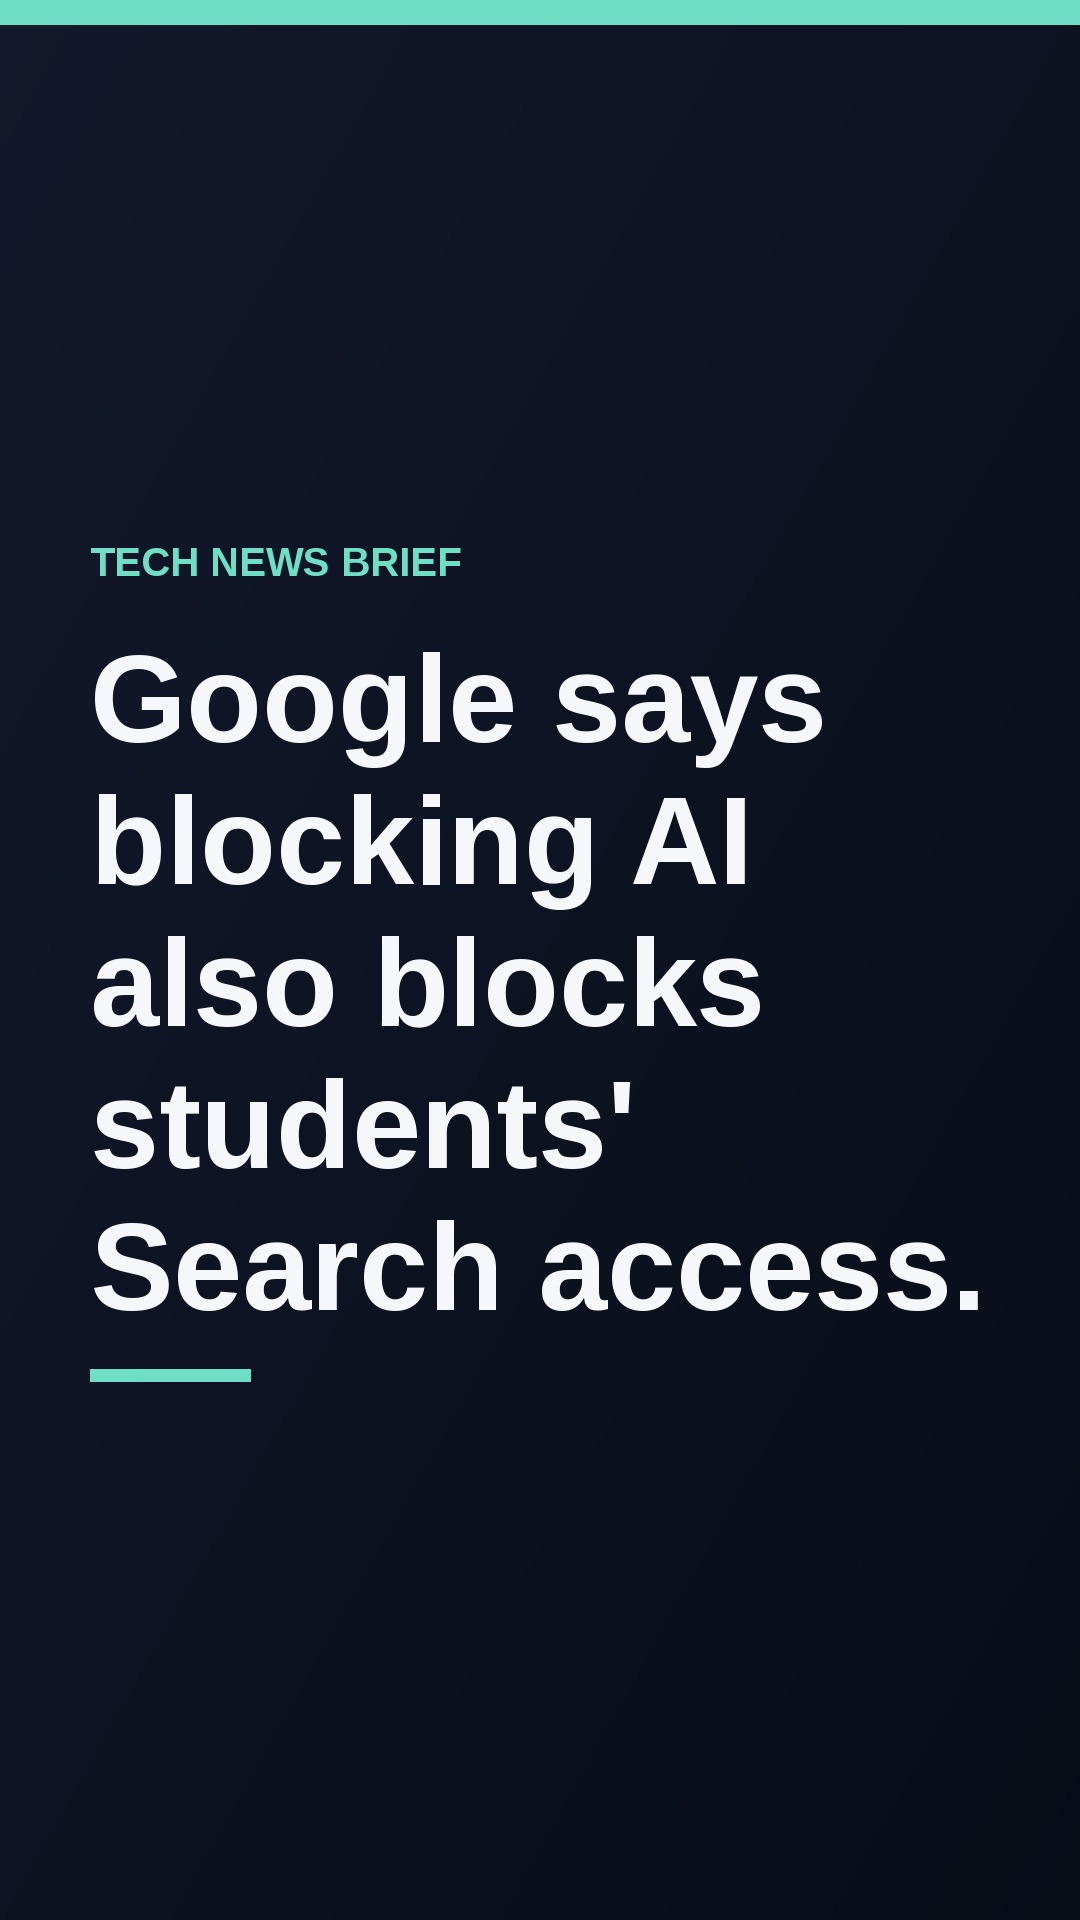 TECH NEWS BRIEF
Google says
blocking AI
also blocks
students'
Search access.